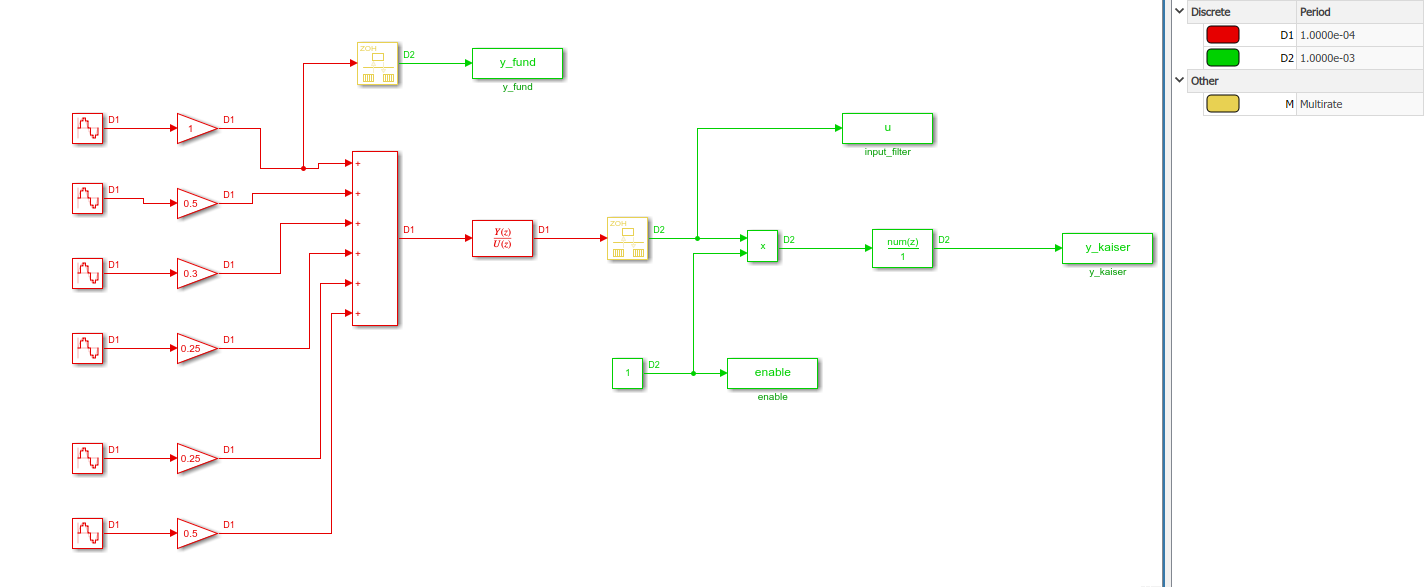 Discrete Period
D1 1.0000e-04
D2 1.0000e-03
Other
M Multirate
ZOH
D2
y_fund
y_fund
D1
1
D1
D1
0.5
D1
D1
0.3
D1
D1
0.25
D1
D1
0.25
D1
D1
0.5
D1
+
+
+
+
+
+
D1
Y(z)
U(z)
D1
ZOH
D2
u
input_filter
x
D2
num(z)
1
D2
y_kaiser
y_kaiser
1
D2
enable
enable